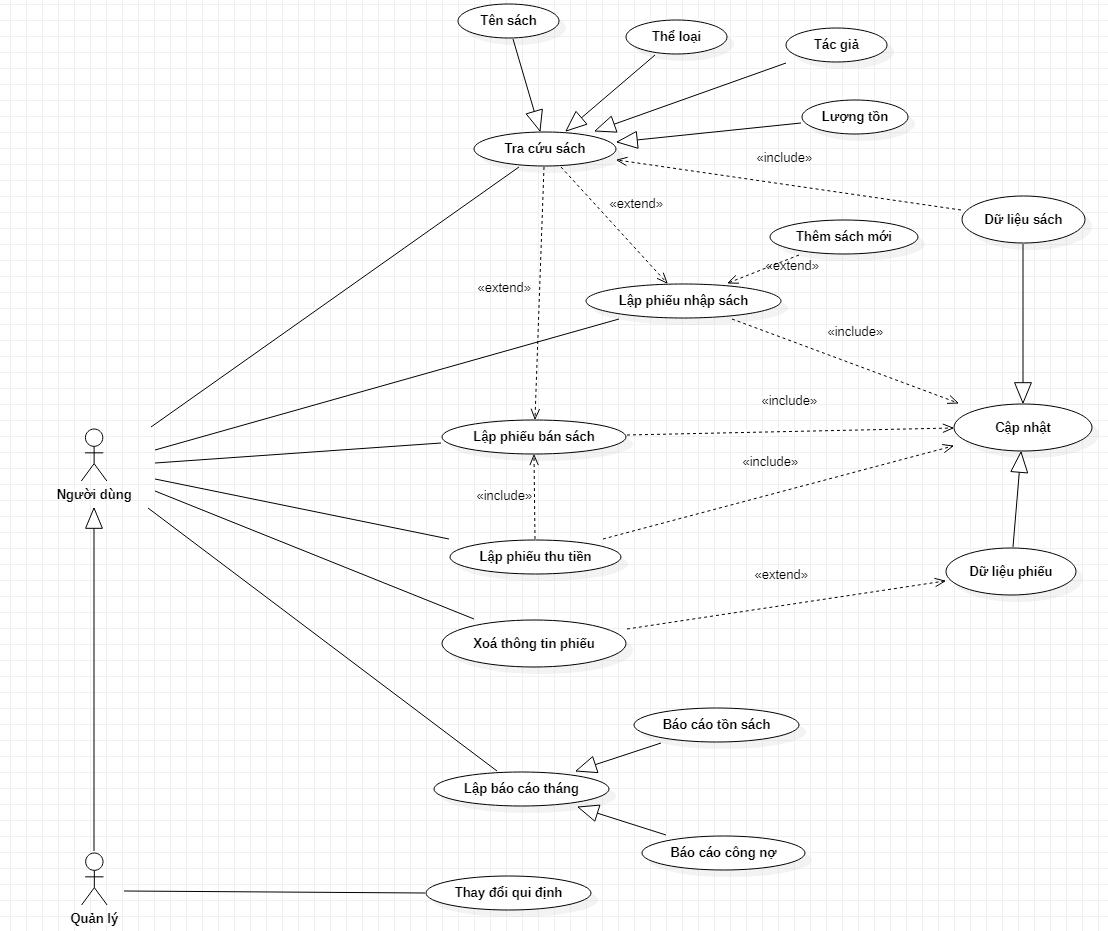 Tên sách
Thể loại
Tác giả
Lượng tồn
Tra cứu sách
«include»
«extend»
Dữ liệu sách
Thêm sách mới
«extend»
«extend»
Lập phiếu nhập sách
«include»
«include»
Lập phiếu bán sách
Cập nhật
«include»
«include»
Người dùng
Lập phiếu thu tiền
Dữ liệu phiếu
«extend»
Xoá thông tin phiếu
Báo cáo tồn sách
Lập báo cáo tháng
Báo cáo công nợ
Thay đổi qui định
Quản lý